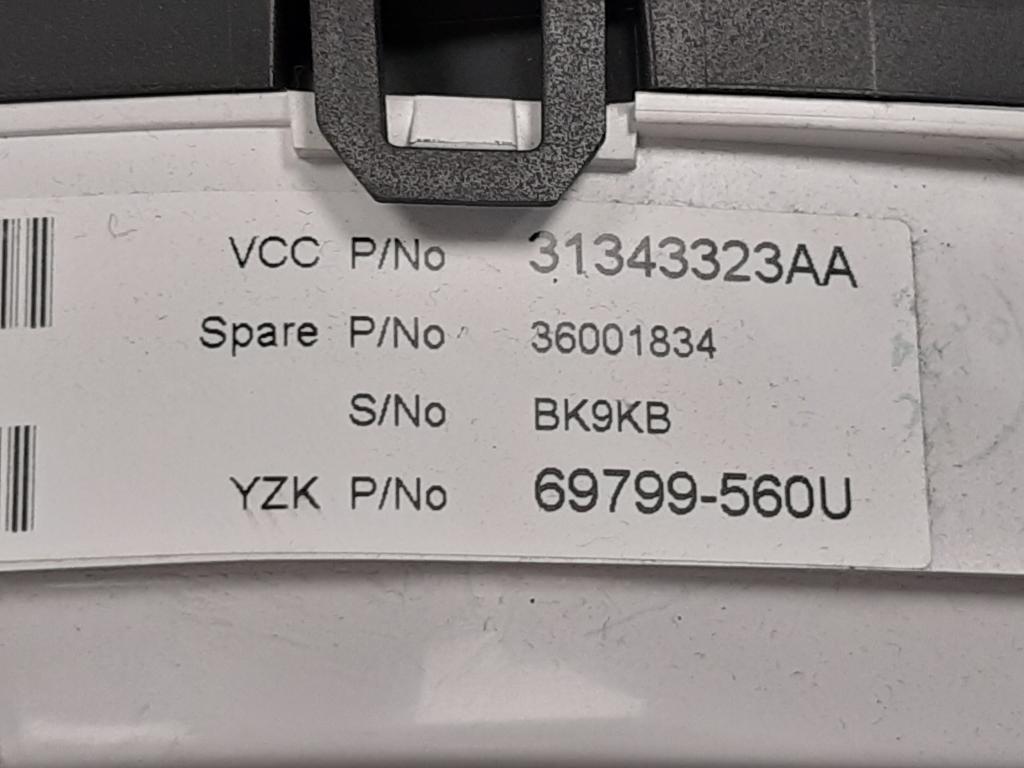 VCC P/No 31343323AA
Spare P/No 36001834
S/No BK9KB
YZK P/No 69799-560U